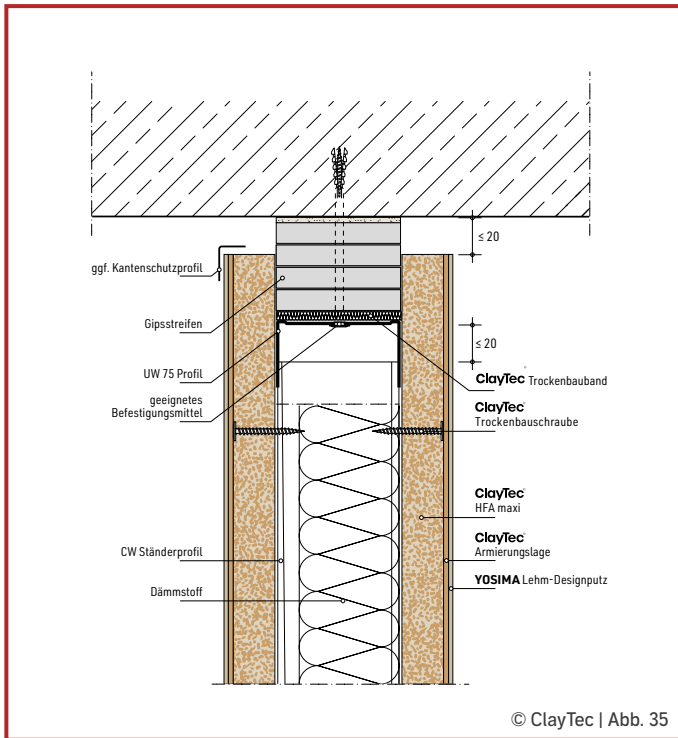 ≤ 20
ggf. Kantenschutzprofil
Gipsstreifen
≤ 20
UW 75 Profil
ClayTec® Trockenbauband
geeignetes
Befestigungsmittel
ClayTec®
Trockenbauschraube
ClayTec®
HFA maxi
ClayTec®
Armierungslage
CW Ständerprofil
YOSIMA Lehm-Designputz
Dämmstoff
© ClayTec | Abb. 35